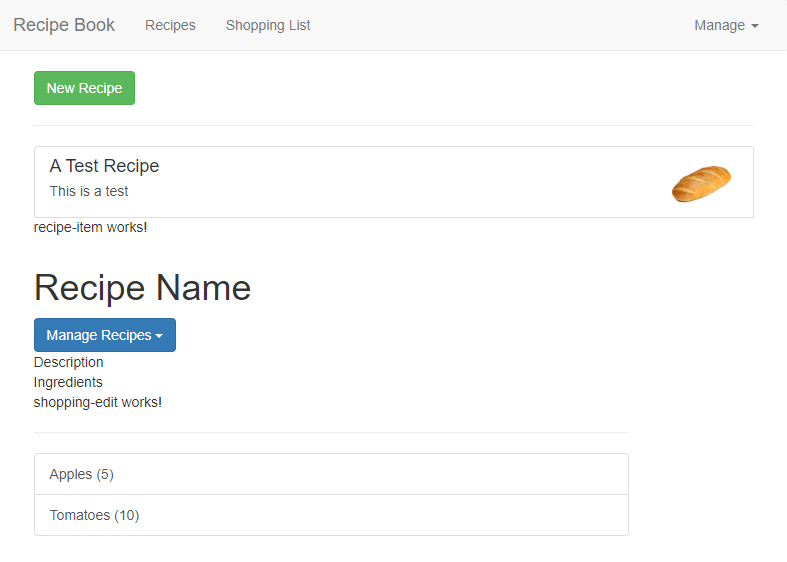 Recipe Book Recipes Shopping List Manage
New Recipe
A Test Recipe
This is a test
recipe-item works!
Recipe Name
Manage Recipes
Description
Ingredients
shopping-edit works!
Apples (5)
Tomatoes (10)